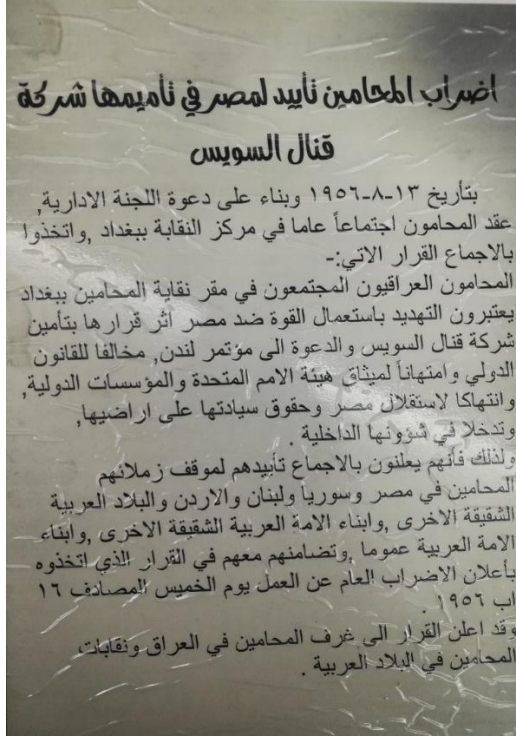 اضراب المحامين تأييد لمصر في تأميمها شركة
قنال السويس
بتأريخ ١٣-٨-١٩٥٦ وبناء على دعوة اللجنة الادارية,
عقد المحامون اجتماعاً عاما في مركز النقابة ببغداد ,واتخذوا
بالاجماع القرار الاتي:-
المحامون العراقيون المجتمعون في مقر نقابة المحامين ببغداد
يعتبرون التهديد باستعمال القوة ضد مصر أثر قرارها بتأمين
شركة قنال السويس والدعوة الى مؤتمر لندن, مخالفا للقانون
الدولي وامتهاناً لميثاق هيئة الامم المتحدة والمؤسسات الدولية,
وانتهاكا لاستقلال مصر وحقوق سيادتها على اراضيها,
وتدخلا في شؤونها الداخلية .
ولذلك فأنهم يعلنون بالاجماع تأييدهم لموقف زملائهم
المحامين في مصر وسوريا ولبنان والاردن والبلاد العربية
الشقيقة الاخرى ,وابناء الامة العربية الشقيقة الاخرى ,وابناء
الامة العربية عموما ,وتضامنهم معهم في القرار الذي اتخذوه
بأعلان الاضراب العام عن العمل يوم الخميس المصادف ١٦
اب ١٩٥٦ .
وقد اعلن القرار الى غرف المحامين في العراق ونقابات
المحامين في البلاد العربية .